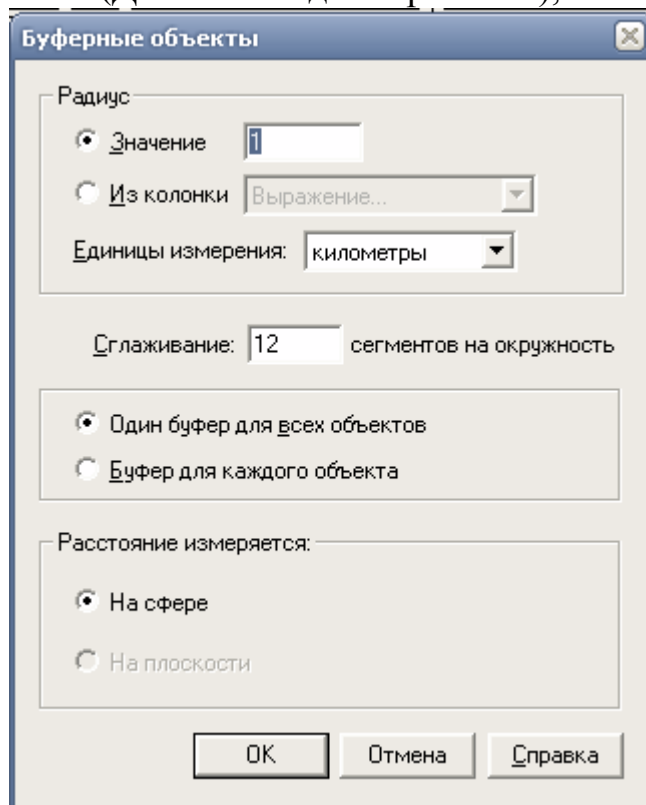 Буферные объекты
Радиус
Значение 1
Из колонки Выражение...
Единицы измерения: километры
Сглаживание: 12 сегментов на окружность
Один буфер для всех объектов
Буфер для каждого объекта
Расстояние измеряется:
На сфере
На плоскости
OK Отмена Справка